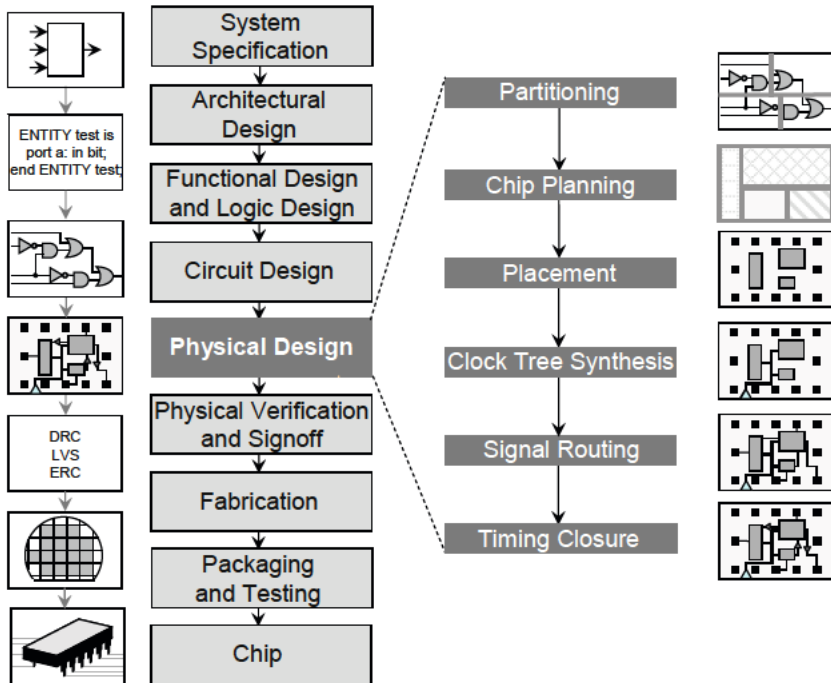 ENTITY test is
port a: in bit;
end ENTITY test;
DRC
LVS
ERC
System
Specification
Architectural
Design
Functional Design
and Logic Design
Circuit Design
Physical Design
Physical Verification
and Signoff
Fabrication
Packaging
and Testing
Chip
Partitioning
Chip Planning
Placement
Clock Tree Synthesis
Signal Routing
Timing Closure